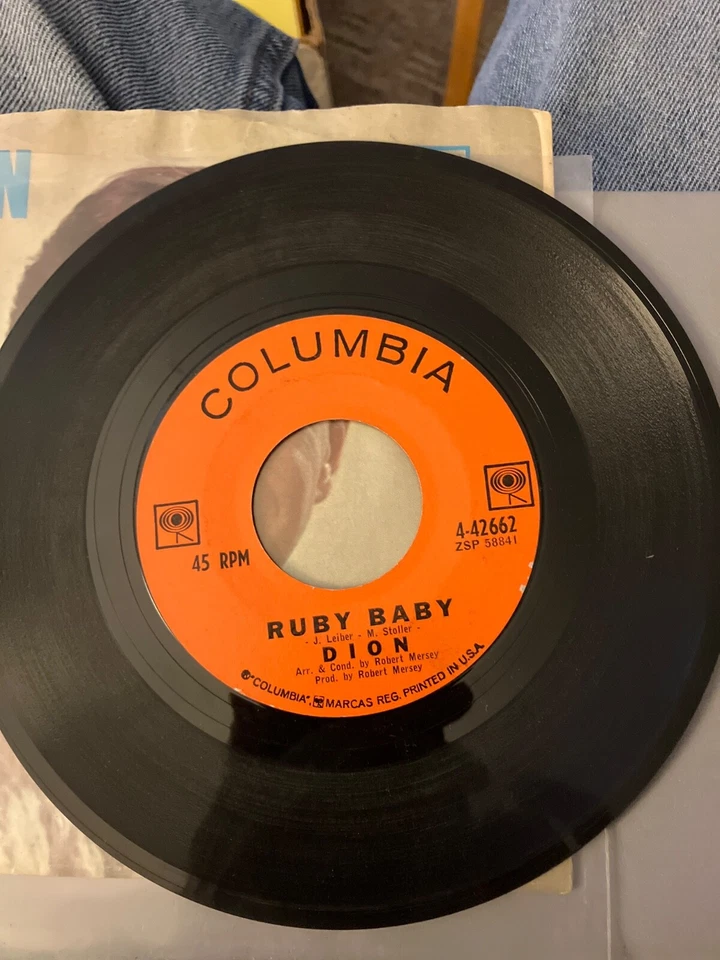 W
COLUMBIA
45 RPM
4-42662
ZSP 58841
RUBY BABY
- J. Leiber - M. Stoller -
DION
Arr. & Cond. by Robert Mersey
Prod. by Robert Mersey
"COLUMBIA", MARCAS REG. PRINTED IN U.S.A.